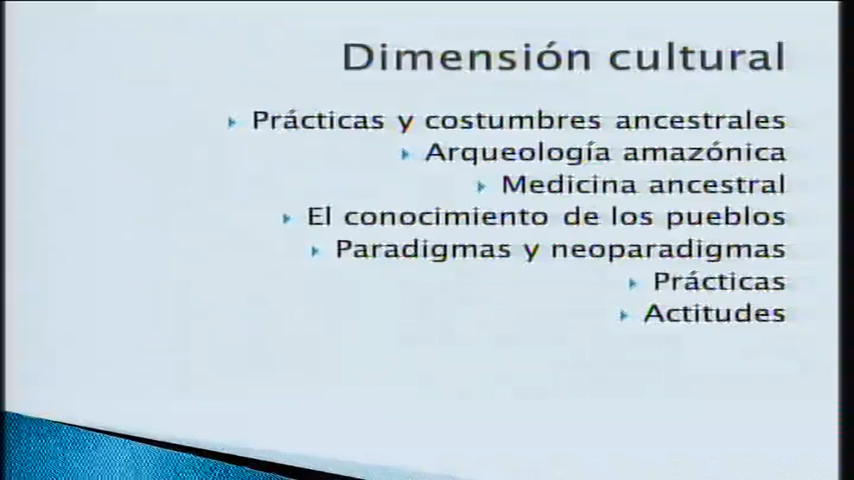 Dimensión cultural
Prácticas y costumbres ancestrales
Arqueología amazónica
Medicina ancestral
El conocimiento de los pueblos
Paradigmas y neoparadigmas
Prácticas
Actitudes